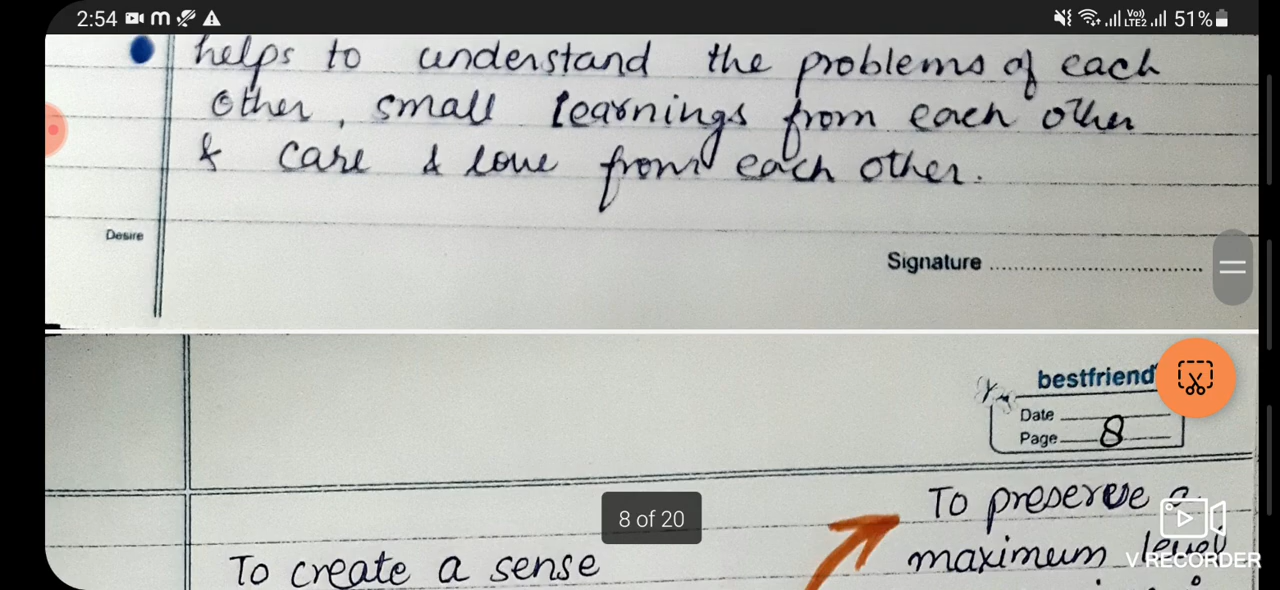 2:54
Vo))
LTE2
51%
helps to understand the problems of each
other, small learnings from each other
& care & love from each other.
Desire
Signature
bestfriend
Date
Page 8
8 of 20
To preserve a
To create a sense
maximum level
V RECORDER